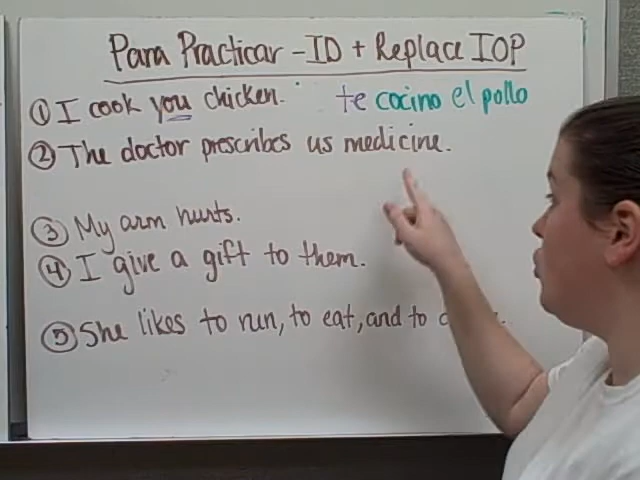 Para Practicar - ID + Replace IOP
① I cook you chicken. te cocino el pollo
② The doctor prescribes us medicine.
③ My arm hurts.
④ I give a gift to them.
⑤ She likes to run, to eat, and to